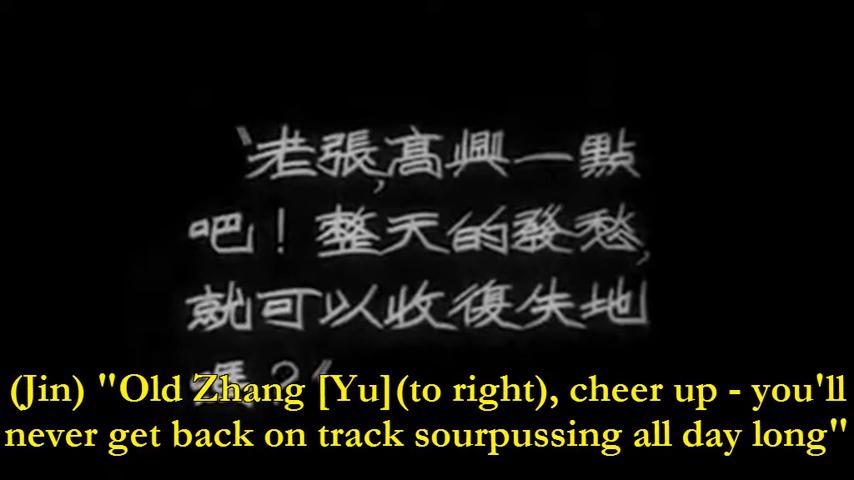 "老張,高興一點
吧!整天的發愁,
就可以收復失地
嗎?"
(Jin) "Old Zhang [Yu](to right), cheer up - you'll
never get back on track sourpussing all day long"